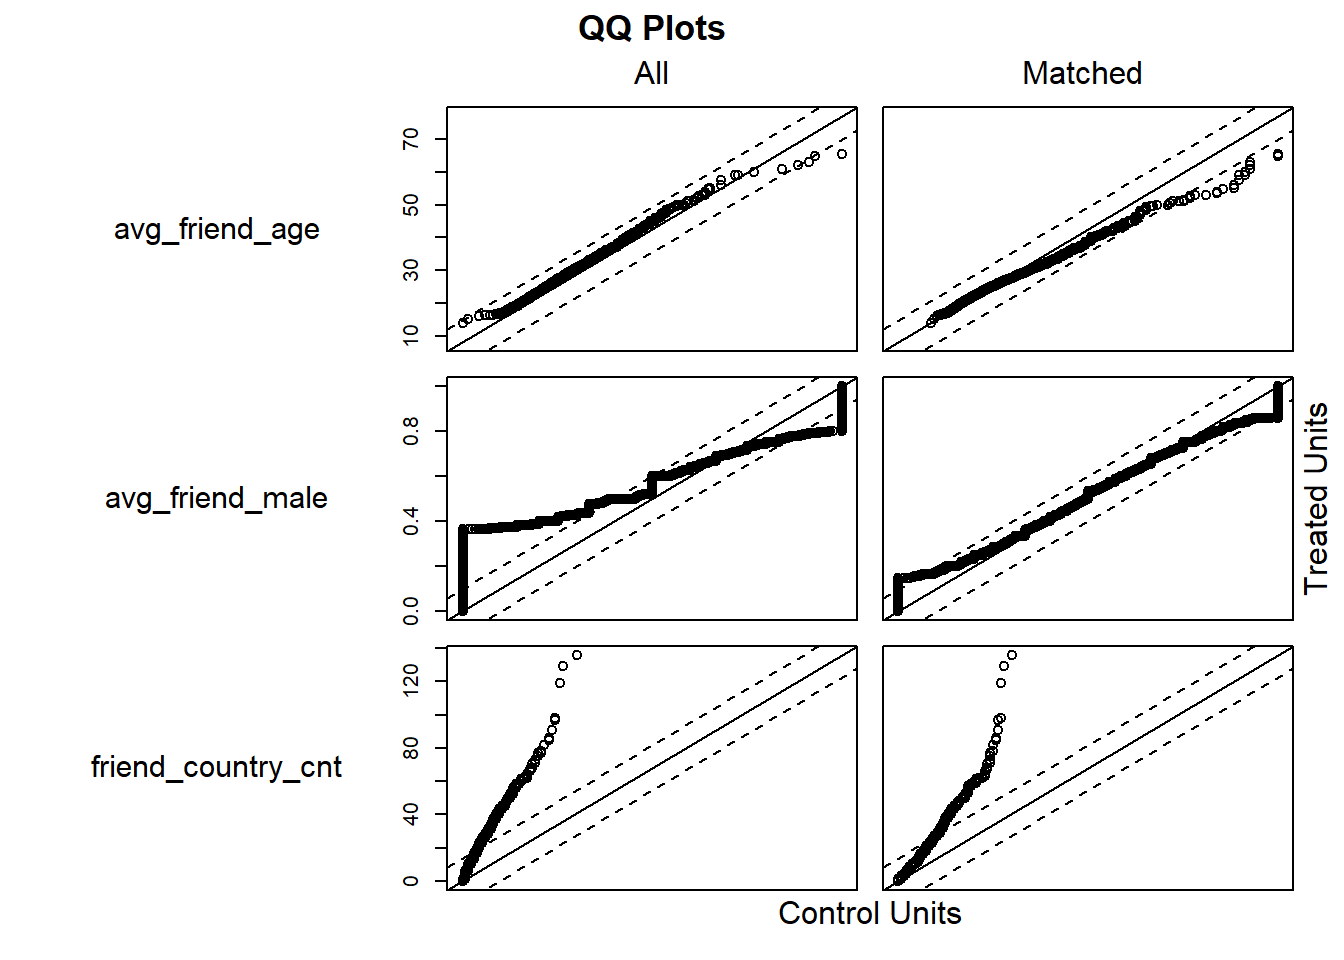 QQ Plots
All Matched
avg_friend_age
10 30 50 70
avg_friend_male
0.0 0.4 0.8
friend_country_cnt
0 40 80 120
Control Units
Treated Units